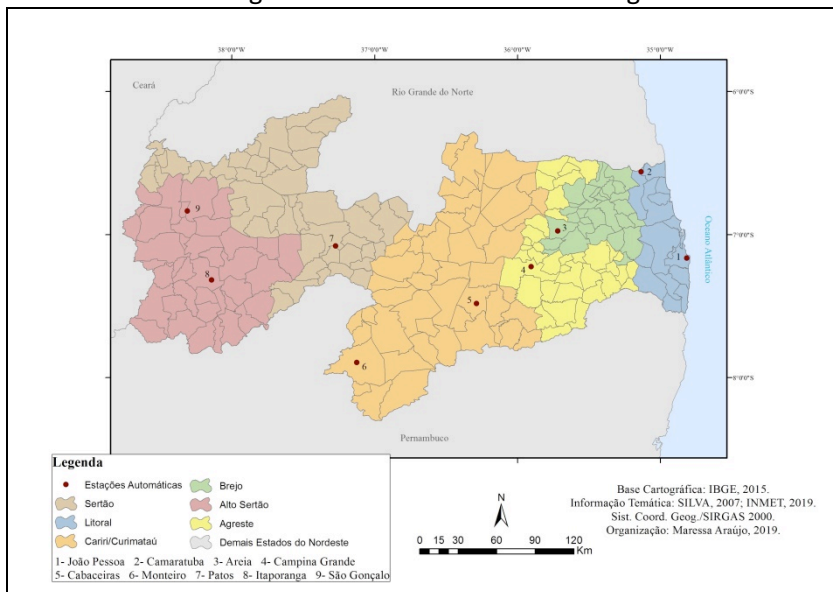 38°0'0"W 37°0'0"W 36°0'0"W 35°0'0"W
Ceará
Rio Grande do Norte
6°0'0"S
7°0'0"S
8°0'0"S
Oceano Atlântico
Pernambuco
1
2
3
4
5
6
7
8
9
Legenda
Estações Automáticas
Sertão
Litoral
Cariri/Curimataú
Brejo
Alto Sertão
Agreste
Demais Estados do Nordeste
1- João Pessoa 2- Camaratuba 3- Areia 4- Campina Grande
5- Cabaceiras 6- Monteiro 7- Patos 8- Itaporanga 9- São Gonçalo
N
0 15 30 60 90 120
Km
Base Cartográfica: IBGE, 2015.
Informação Temática: SILVA, 2007; INMET, 2019.
Sist. Coord. Geog./SIRGAS 2000.
Organização: Maressa Araújo, 2019.